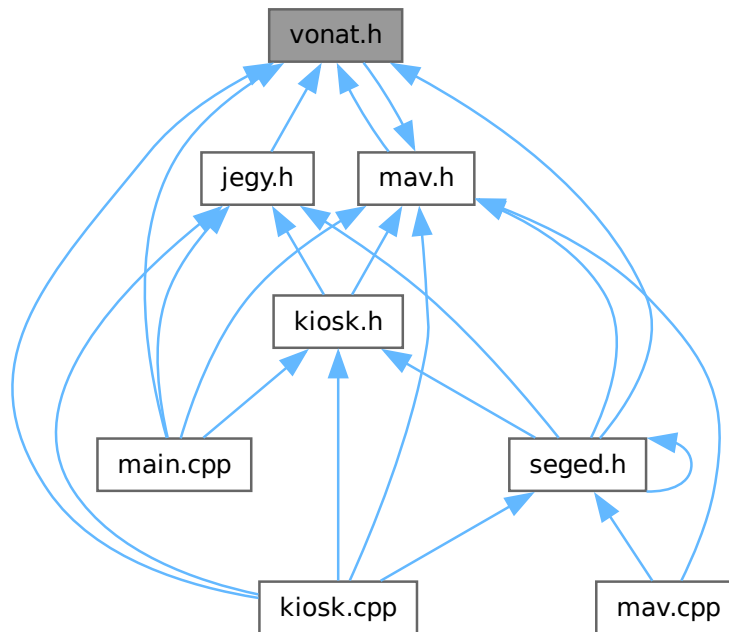 vonat.h
jegy.h
mav.h
kiosk.h
main.cpp
seged.h
kiosk.cpp
mav.cpp